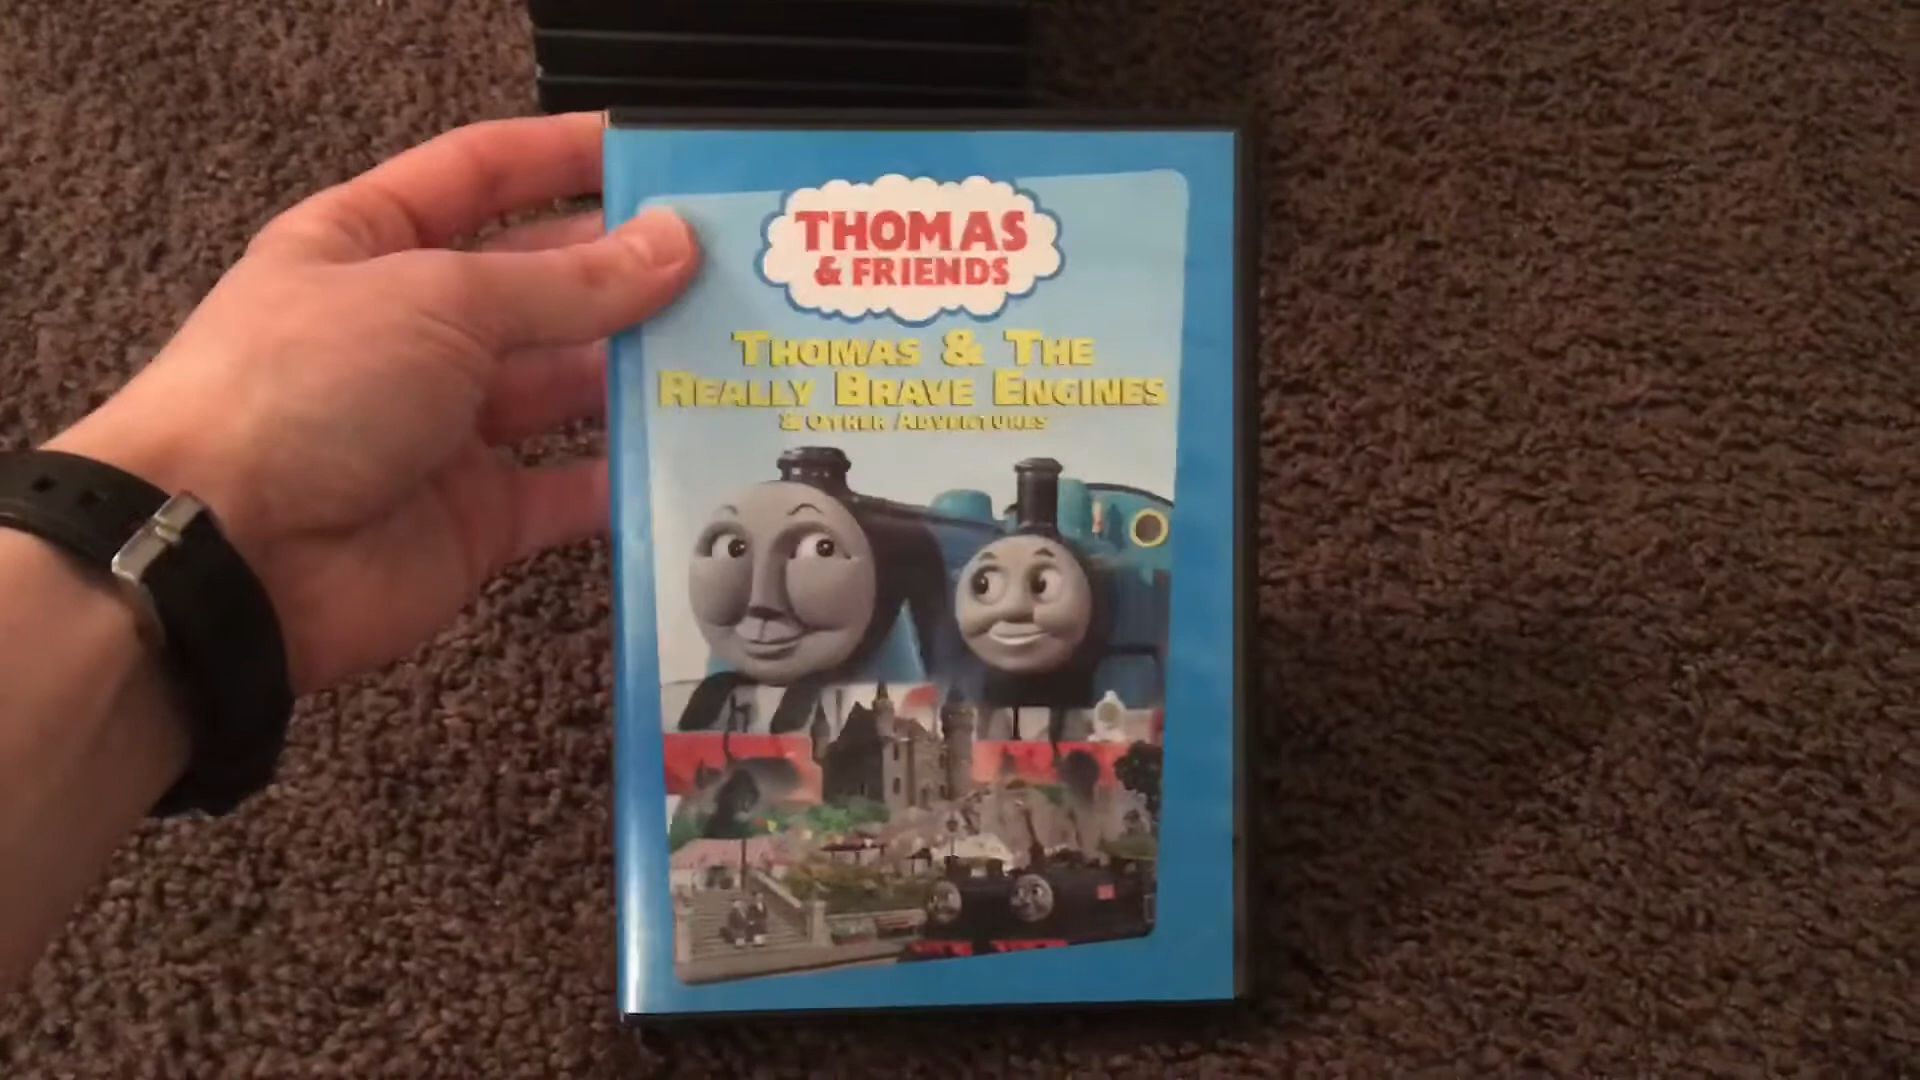 THOMAS
& FRIENDS
THOMAS & THE
REALLY BRAVE ENGINES
& OTHER ADVENTURES